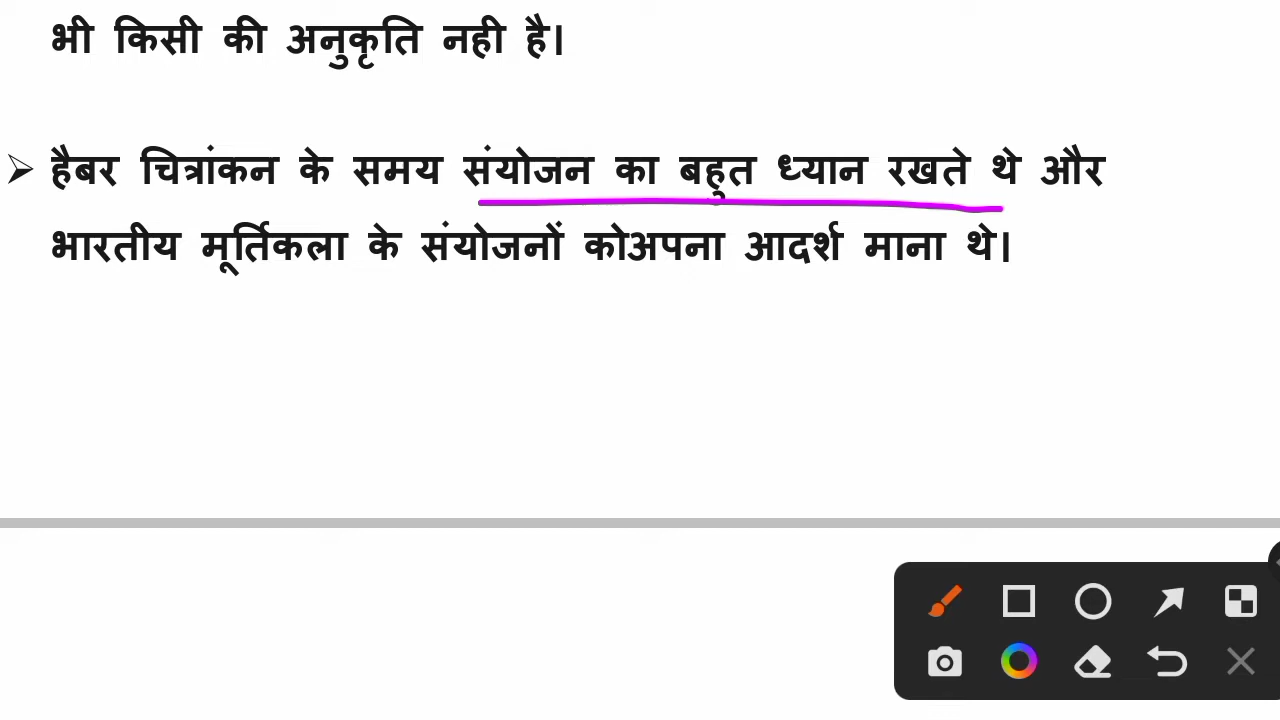 भी किसी की अनुकृति नही है।
हैबर चित्रांकन के समय संयोजन का बहुत ध्यान रखते थे और
भारतीय मूर्तिकला के संयोजनों कोअपना आदर्श माना थे।